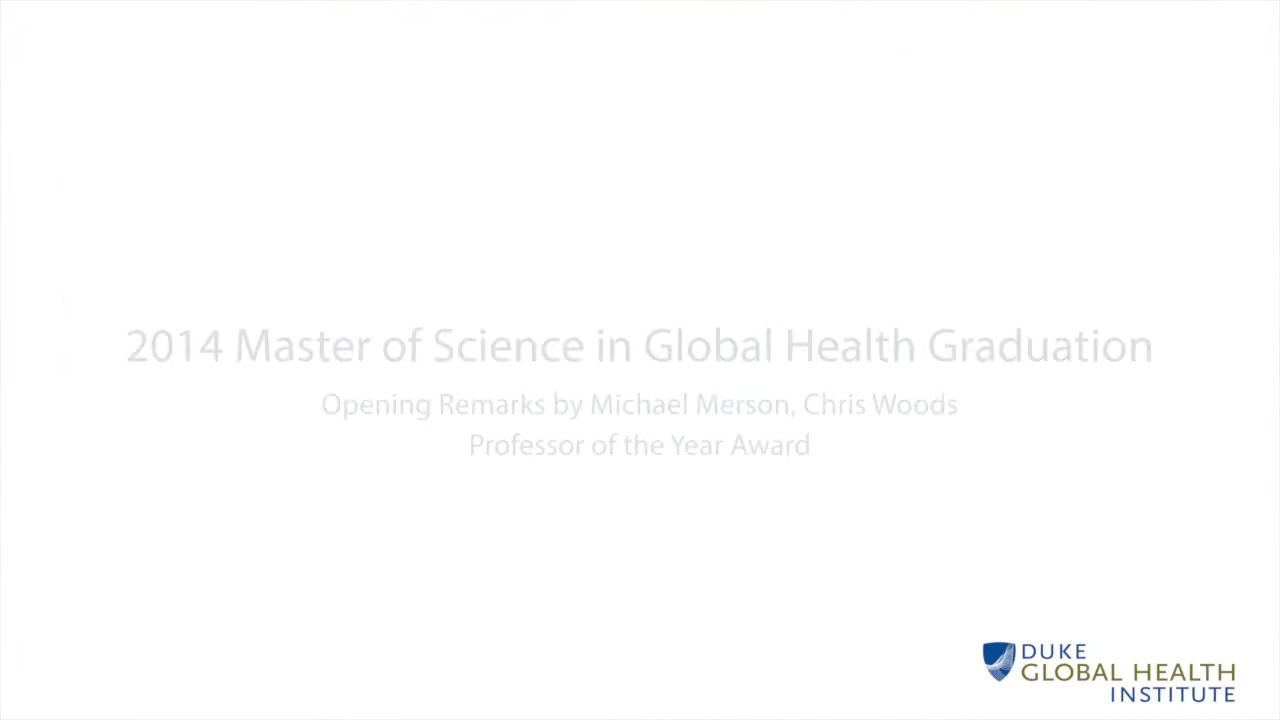 2014 Master of Science in Global Health Graduation
Opening Remarks by Michael Merson, Chris Woods
Professor of the Year Award
DUKE
GLOBAL HEALTH
INSTITUTE